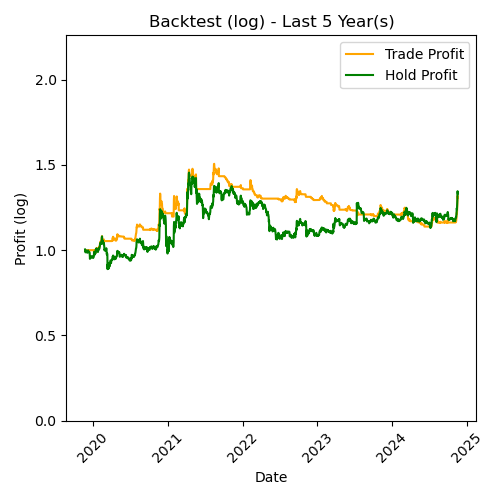 Backtest (log) - Last 5 Year(s)
Trade Profit
Hold Profit
Profit (log)
2.0
1.5
1.0
0.5
0.0
2020
2021
2022
2023
2024
2025
Date